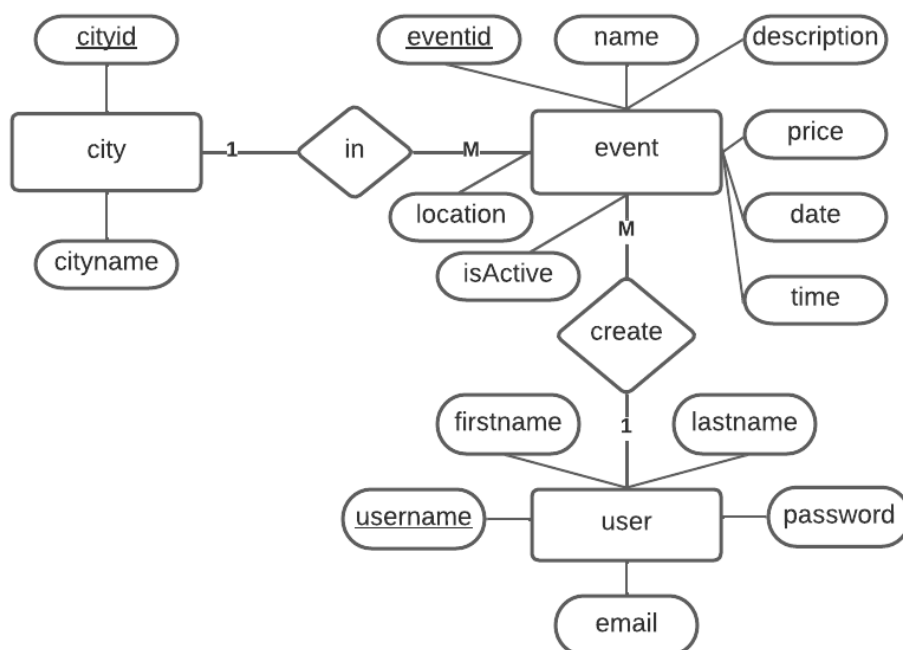 cityid
eventid
name
description
city
1
in
M
event
price
location
date
M
cityname
isActive
time
create
firstname
1
lastname
username
user
password
email